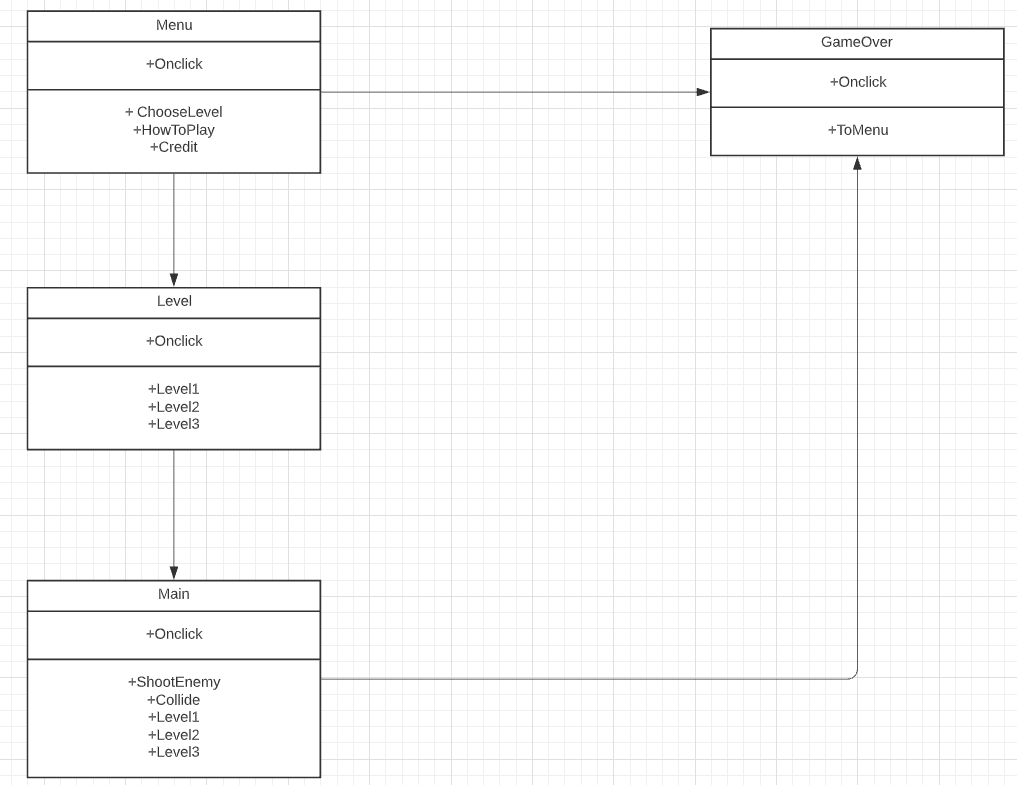 Menu
+Onclick
+ ChooseLevel
+HowToPlay
+Credit
GameOver
+Onclick
+ToMenu
Level
+Onclick
+Level1
+Level2
+Level3
Main
+Onclick
+ShootEnemy
+Collide
+Level1
+Level2
+Level3